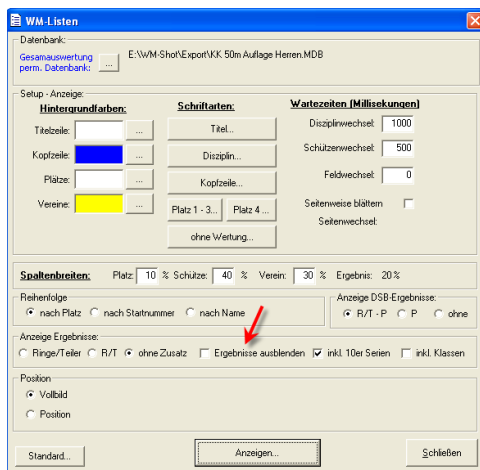 WM-Listen
Datenbank:
Gesamauswertung perm. Datenbank: ... E:\WM-Shot\Export\KK 50m Auflage Herren.MDB
Setup - Anzeige:
Hintergrundfarben: Schriftarten: Wartezeiten (Millisekungen)
Titelzeile: ... Titel... Disziplinwechsel: 1000
Kopfzeile: ... Disziplin... Schützenwechsel: 500
Plätze: ... Kopfzeile... Feldwechsel: 0
Vereine: ... Platz 1 - 3... Platz 4 ... Seitenweise blättern
Seitenwechsel:
ohne Wertung...
Spaltenbreiten: Platz: 10 % Schütze: 40 % Verein: 30 % Ergebnis: 20%
Reihenfolge Anzeige DSB-Ergebnisse:
nach Platz nach Startnummer nach Name R/T - P P ohne
Anzeige Ergebnisse:
Ringe/Teiler R/T ohne Zusatz Ergebnisse ausblenden inkl. 10er Serien inkl. Klassen
Position
Vollbild
Position
Standard... Anzeigen... Schließen